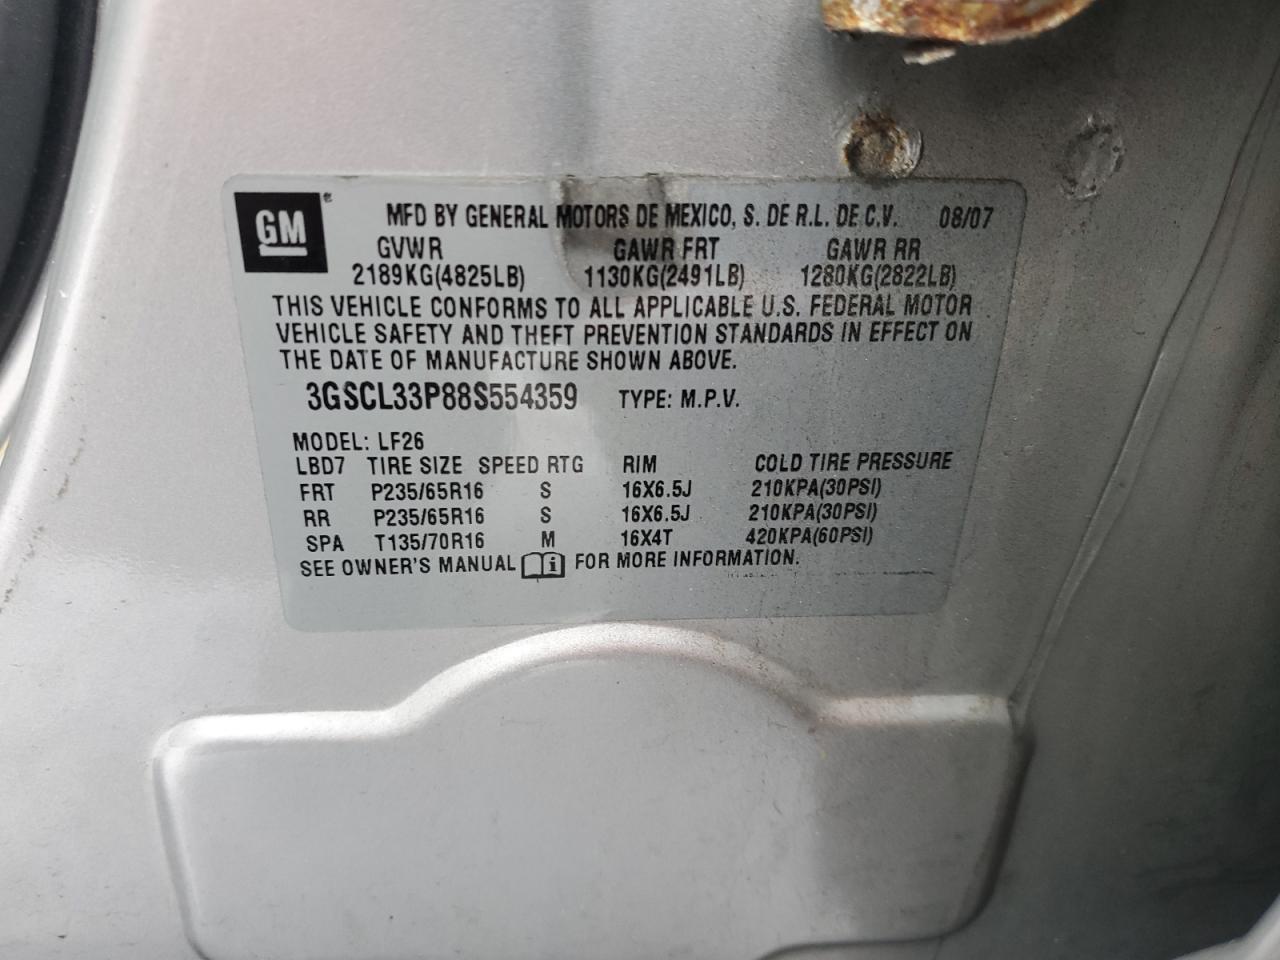 GM ®
MFD BY GENERAL MOTORS DE MEXICO, S. DE R.L. DE C.V. 08/07
GVWR GAWR FRT GAWR RR
2189KG(4825LB) 1130KG(2491LB) 1280KG(2822LB)
THIS VEHICLE CONFORMS TO ALL APPLICABLE U.S. FEDERAL MOTOR
VEHICLE SAFETY AND THEFT PREVENTION STANDARDS IN EFFECT ON
THE DATE OF MANUFACTURE SHOWN ABOVE.
3GSCL33P88S554359 TYPE: M.P.V.
MODEL: LF26
LBD7 TIRE SIZE SPEED RTG RIM COLD TIRE PRESSURE
FRT P235/65R16 S 16X6.5J 210KPA(30PSI)
RR P235/65R16 S 16X6.5J 210KPA(30PSI)
SPA T135/70R16 M 16X4T 420KPA(60PSI)
SEE OWNER'S MANUAL i FOR MORE INFORMATION.